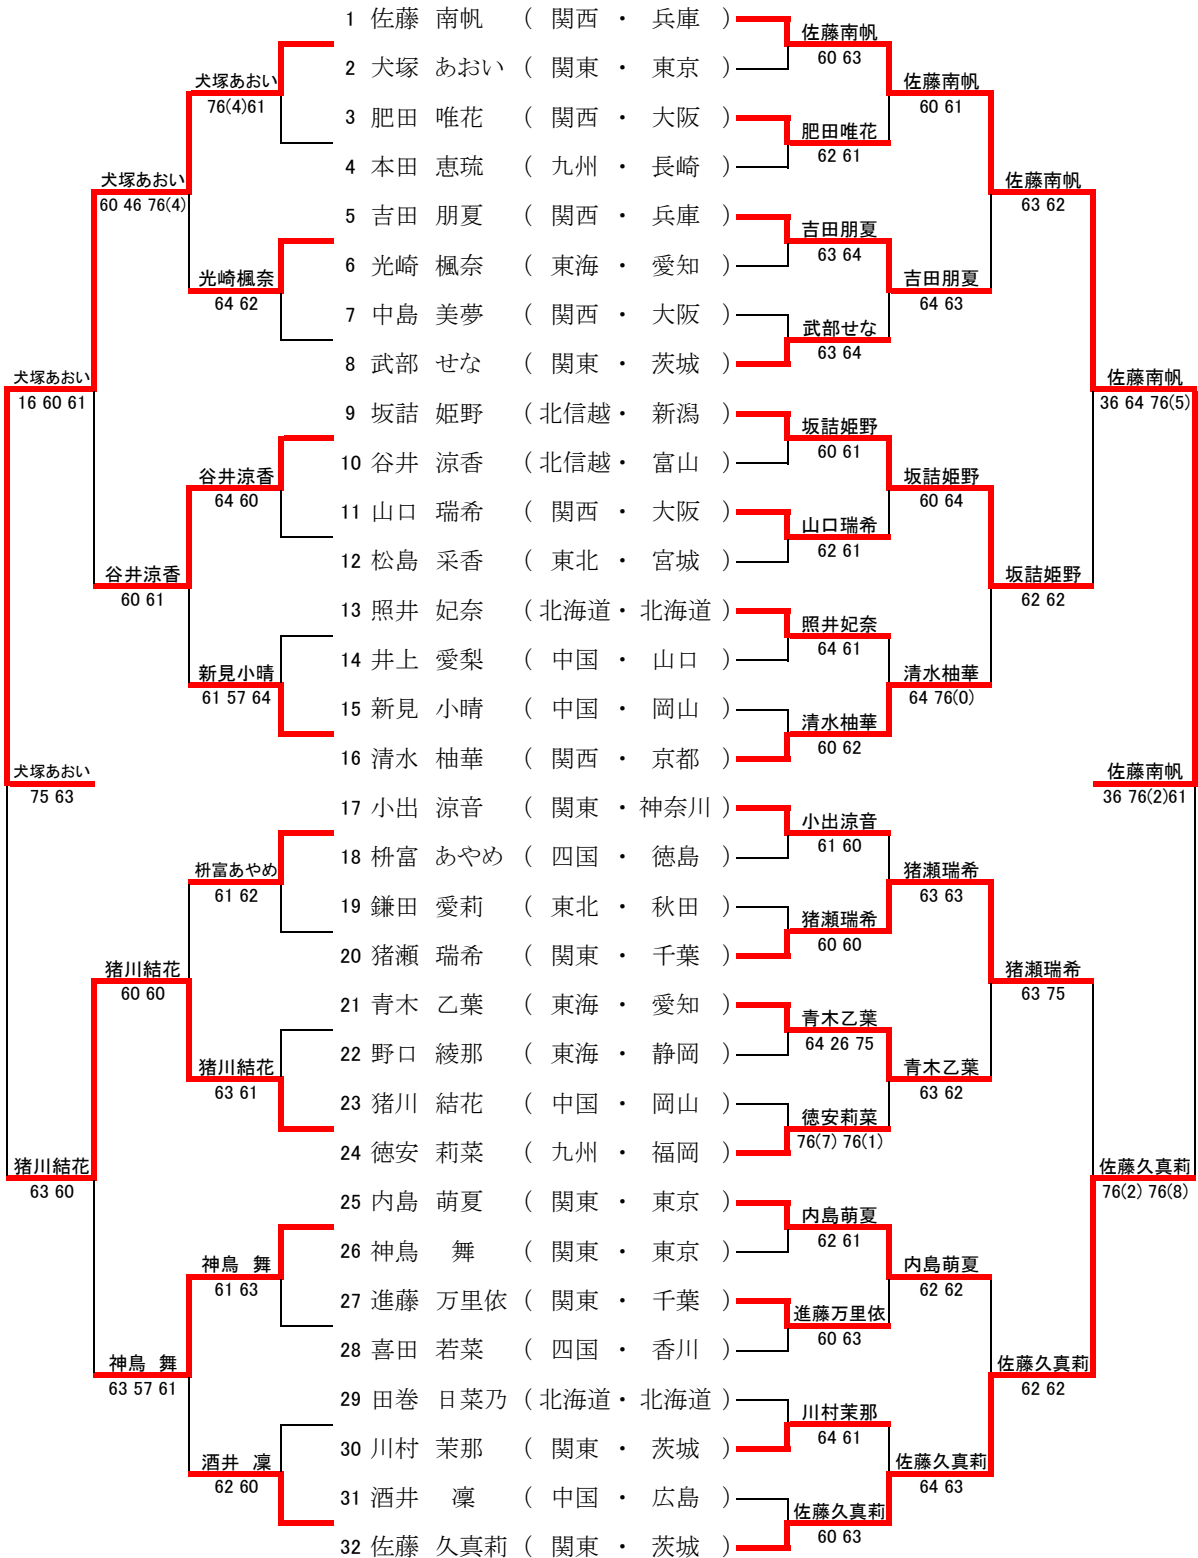 1 佐藤 南帆 ( 関西 ・ 兵庫 )
佐藤南帆
60 63
2 犬塚 あおい ( 関東 ・ 東京 )
犬塚あおい
76(4)61
佐藤南帆
60 61
3 肥田 唯花 ( 関西 ・ 大阪 )
肥田唯花
62 61
4 本田 恵琉 ( 九州 ・ 長崎 )
犬塚あおい
60 46 76(4)
佐藤南帆
63 62
5 吉田 朋夏 ( 関西 ・ 兵庫 )
吉田朋夏
63 64
6 光崎 楓奈 ( 東海 ・ 愛知 )
光崎楓奈
64 62
吉田朋夏
64 63
7 中島 美夢 ( 関西 ・ 大阪 )
武部せな
63 64
8 武部 せな ( 関東 ・ 茨城 )
犬塚あおい
16 60 61
佐藤南帆
36 64 76(5)
9 坂詰 姫野 ( 北信越・ 新潟 )
坂詰姫野
60 61
10 谷井 涼香 ( 北信越・ 富山 )
谷井涼香
64 60
坂詰姫野
60 64
11 山口 瑞希 ( 関西 ・ 大阪 )
山口瑞希
62 61
12 松島 采香 ( 東北 ・ 宮城 )
谷井涼香
60 61
坂詰姫野
62 62
13 照井 妃奈 ( 北海道・ 北海道 )
照井妃奈
64 61
14 井上 愛梨 ( 中国 ・ 山口 )
新見小晴
61 57 64
清水柚華
64 76(0)
15 新見 小晴 ( 中国 ・ 岡山 )
清水柚華
60 62
16 清水 柚華 ( 関西 ・ 京都 )
犬塚あおい
75 63
佐藤南帆
36 76(2)61
17 小出 涼音 ( 関東 ・ 神奈川 )
小出涼音
61 60
18 枡富 あやめ ( 四国 ・ 徳島 )
枡富あやめ
61 62
猪瀬瑞希
63 63
19 鎌田 愛莉 ( 東北 ・ 秋田 )
猪瀬瑞希
60 60
20 猪瀬 瑞希 ( 関東 ・ 千葉 )
猪川結花
60 60
猪瀬瑞希
63 75
21 青木 乙葉 ( 東海 ・ 愛知 )
青木乙葉
64 26 75
22 野口 綾那 ( 東海 ・ 静岡 )
猪川結花
63 61
青木乙葉
63 62
23 猪川 結花 ( 中国 ・ 岡山 )
徳安莉菜
76(7) 76(1)
24 徳安 莉菜 ( 九州 ・ 福岡 )
猪川結花
63 60
佐藤久真莉
76(2) 76(8)
25 内島 萌夏 ( 関東 ・ 東京 )
内島萌夏
62 61
26 神鳥 舞 ( 関東 ・ 東京 )
神鳥 舞
61 63
内島萌夏
62 62
27 進藤 万里依 ( 関東 ・ 千葉 )
進藤万里依
60 63
28 喜田 若菜 ( 四国 ・ 香川 )
神鳥 舞
63 57 61
佐藤久真莉
62 62
29 田巻 日菜乃 ( 北海道・ 北海道 )
川村茉那
64 61
30 川村 茉那 ( 関東 ・ 茨城 )
酒井 凜
62 60
佐藤久真莉
64 63
31 酒井 凜 ( 中国 ・ 広島 )
佐藤久真莉
60 63
32 佐藤 久真莉 ( 関東 ・ 茨城 )